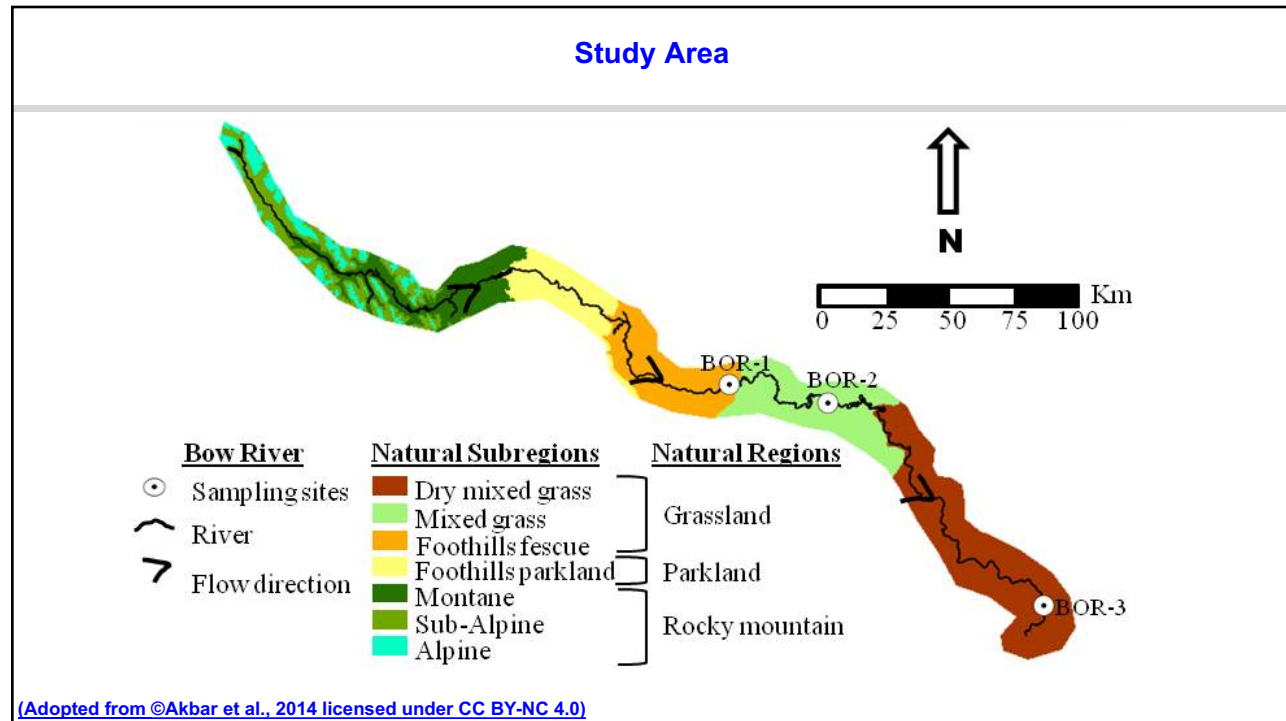 Study Area
N
Km
0 25 50 75 100
BOR-1
BOR-2
BOR-3
Bow River
Sampling sites
River
Flow direction
Natural Subregions
Dry mixed grass
Mixed grass
Foothills fescue
Foothills parkland
Montane
Sub-Alpine
Alpine
Natural Regions
Grassland
Parkland
Rocky mountain
(Adopted from ©Akbar et al., 2014 licensed under CC BY-NC 4.0)